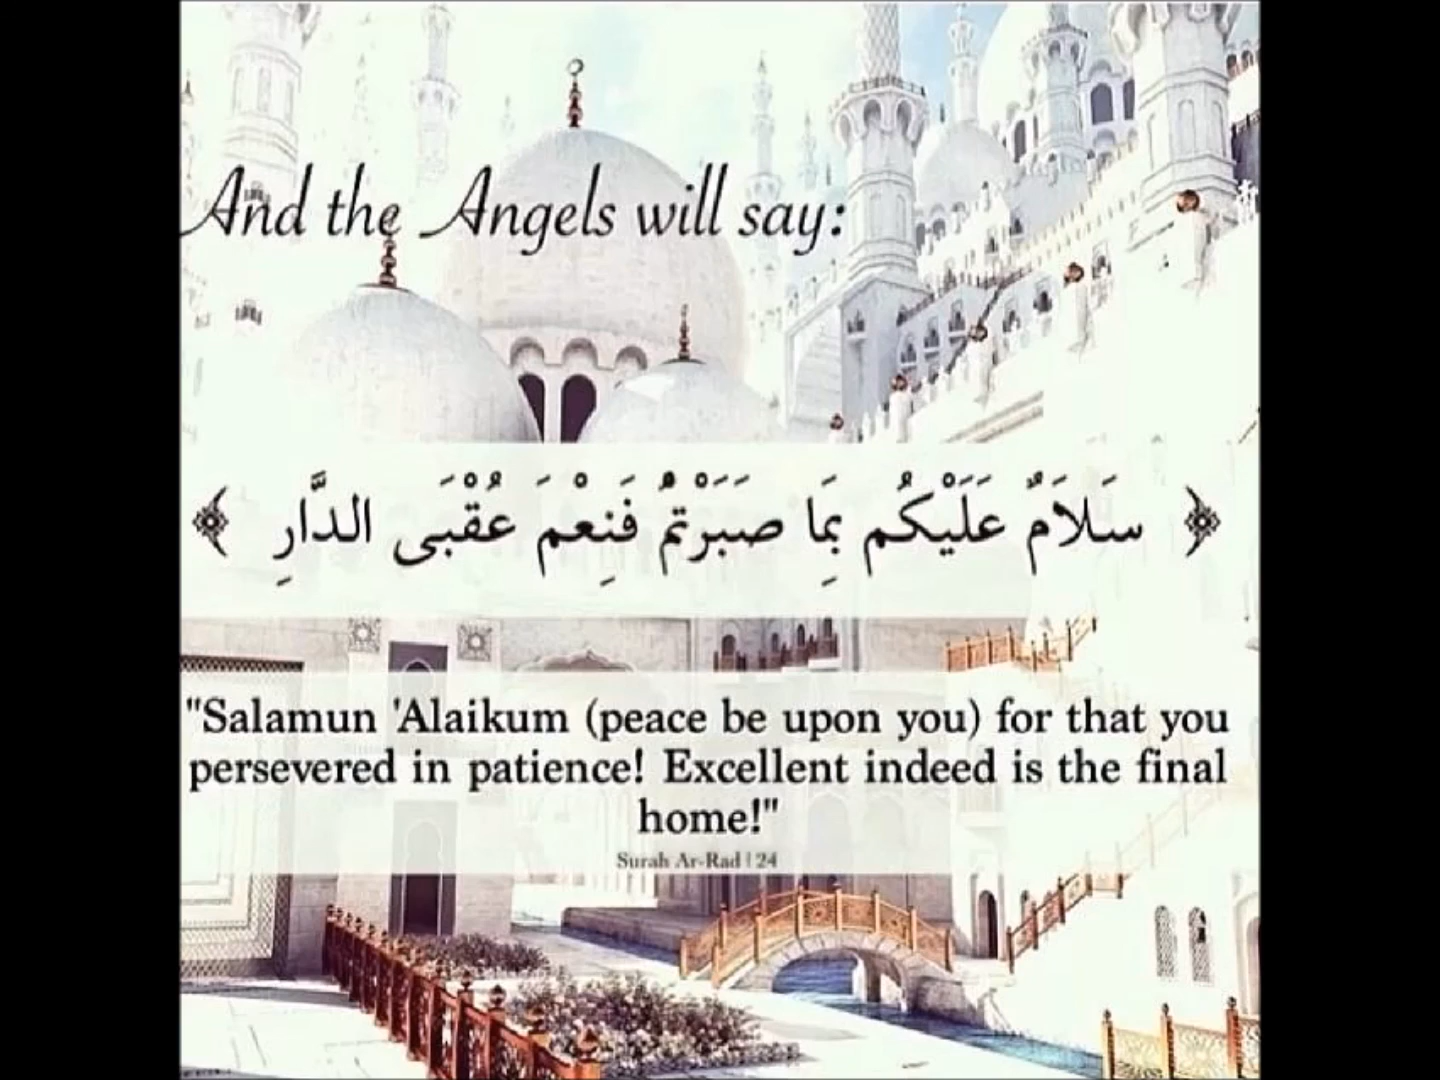 And the Angels will say:
﴿ سَلَامٌ عَلَيْكُم بِمَا صَبَرْتُمْ فَنِعْمَ عُقْبَى الدَّارِ ﴾
"Salamun 'Alaikum (peace be upon you) for that you
persevered in patience! Excellent indeed is the final
home!"
Surah Ar-Rad | 24